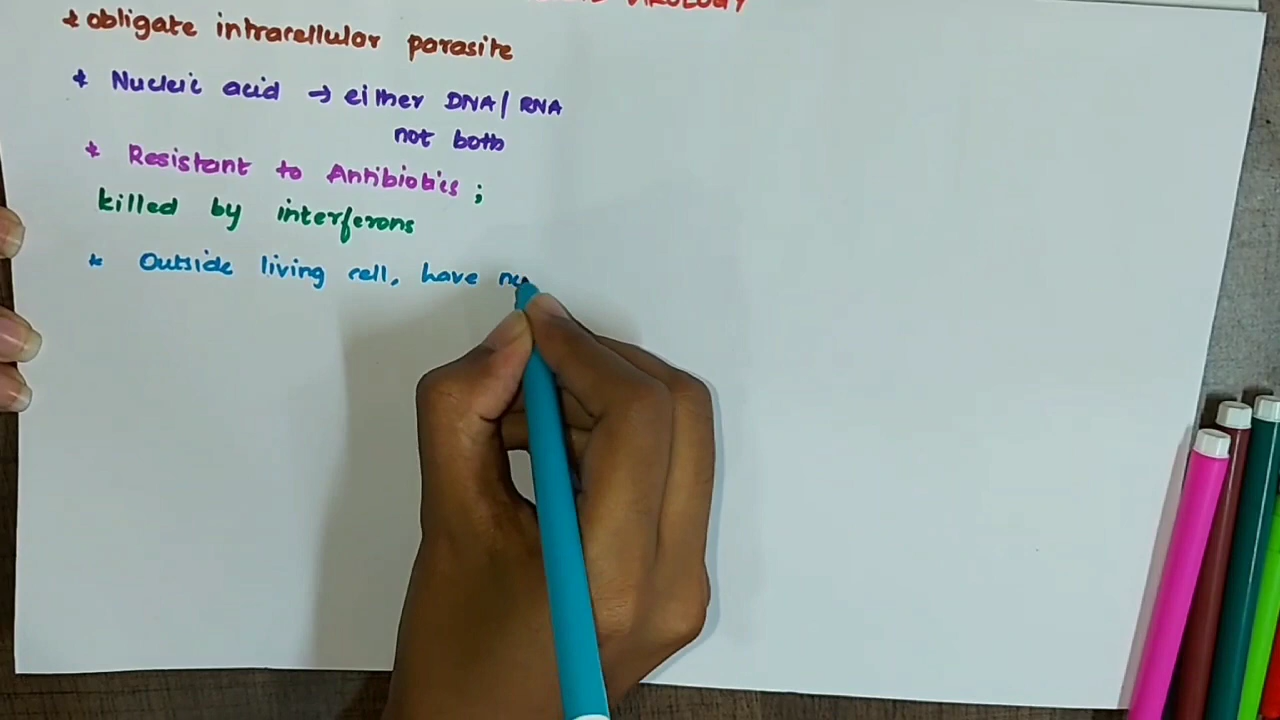 VIROLOGY
* obligate intracellular parasite
* Nucleic acid → either DNA/RNA
not both
* Resistant to Antibiotics ;
killed by interferons
* Outside living cell, have